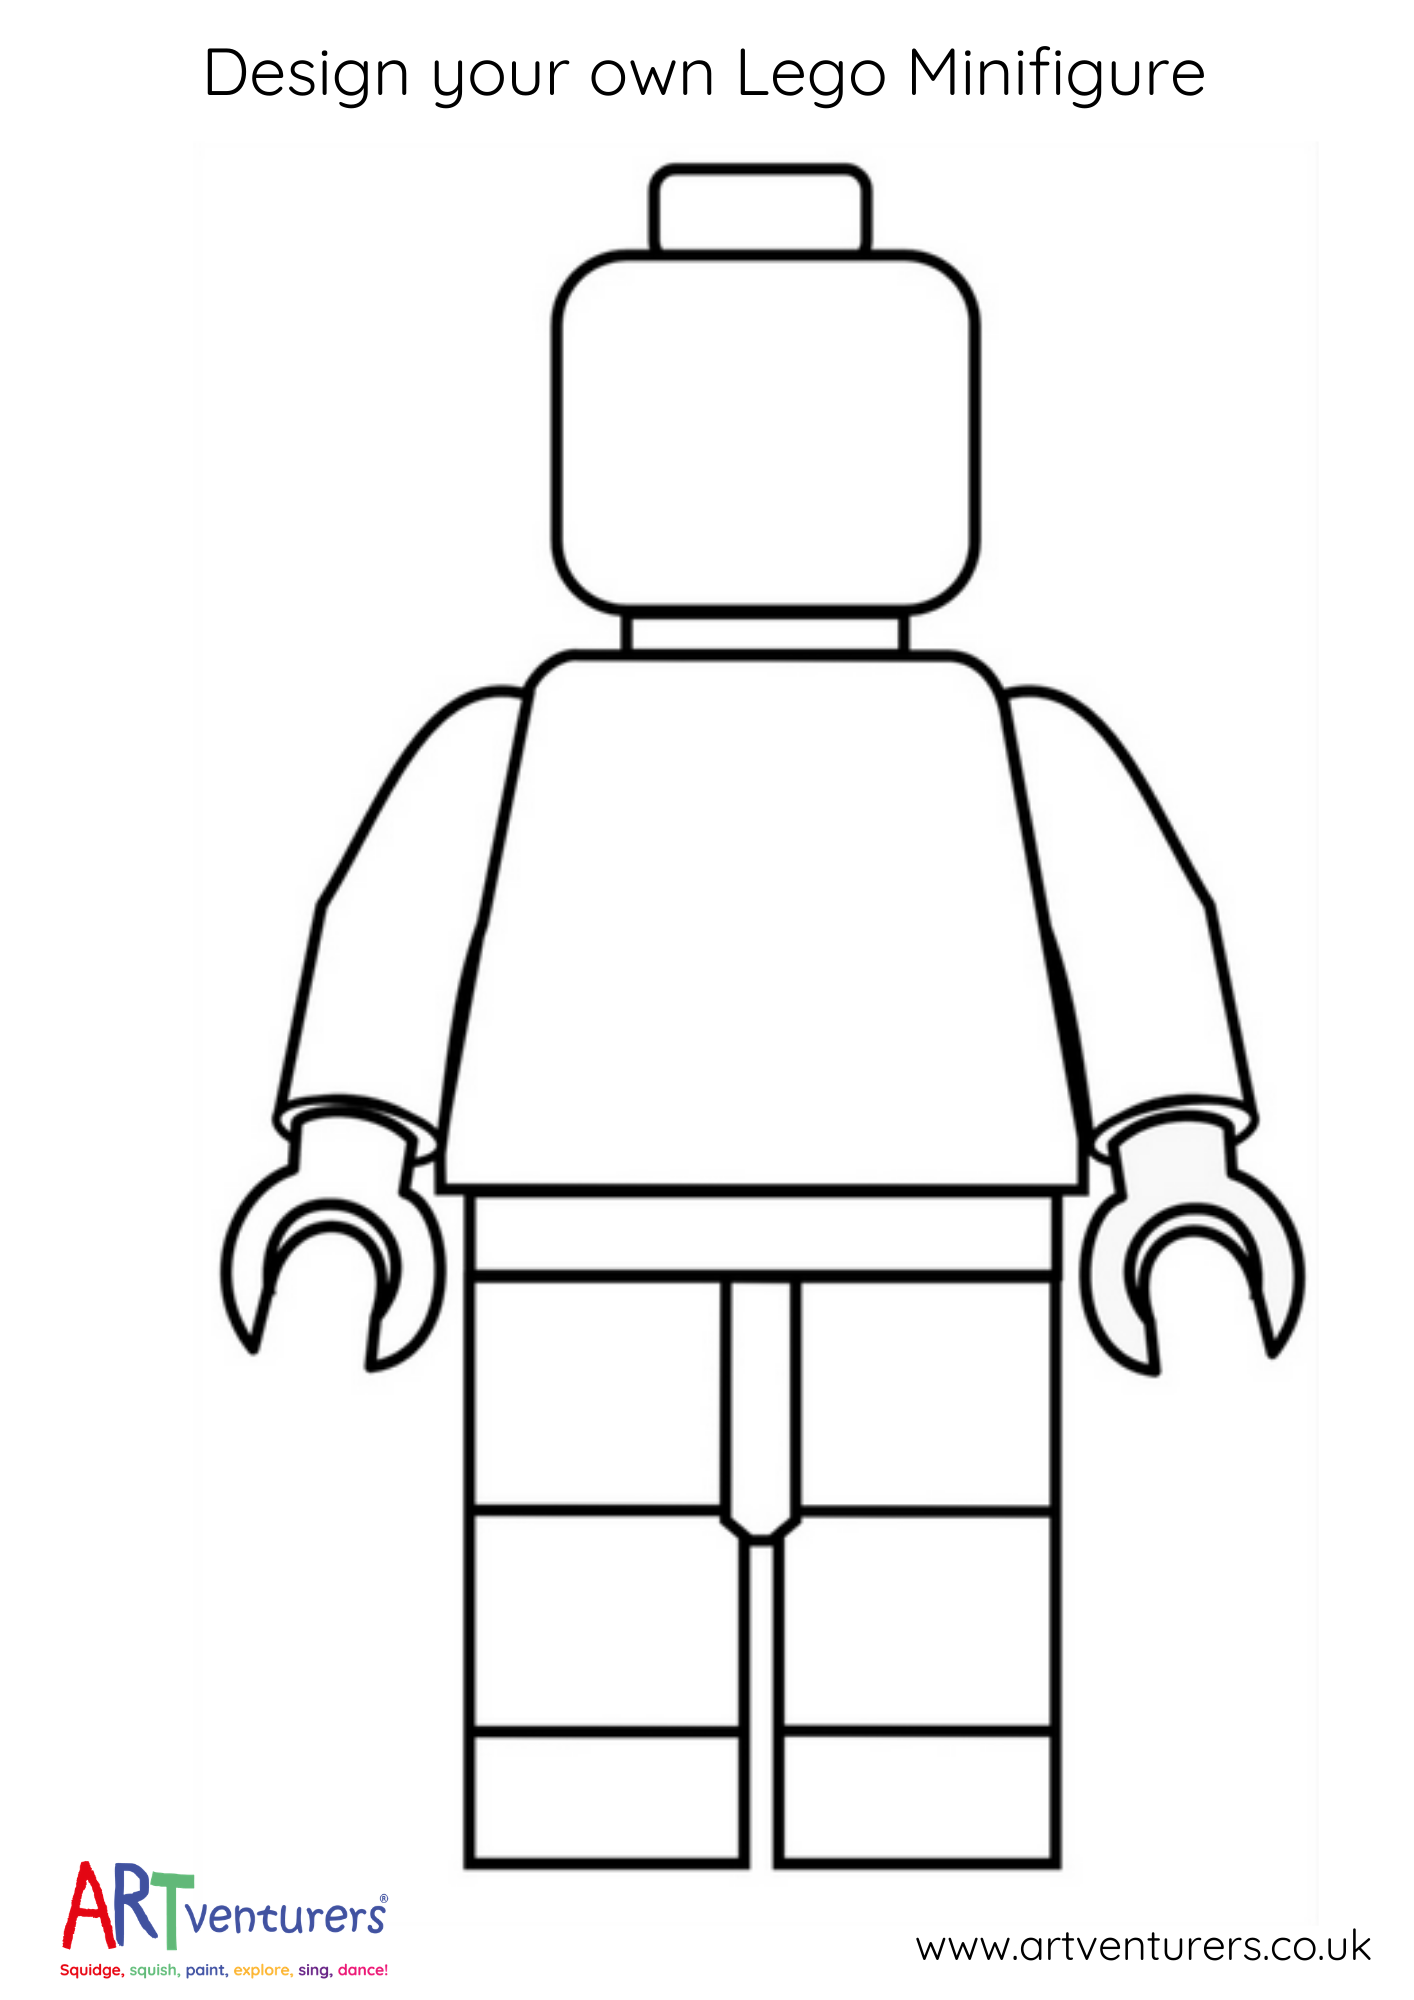 Design your own Lego Minifigure
ARTventurers®
Squidge, squish, paint, explore, sing, dance!
www.artventurers.co.uk